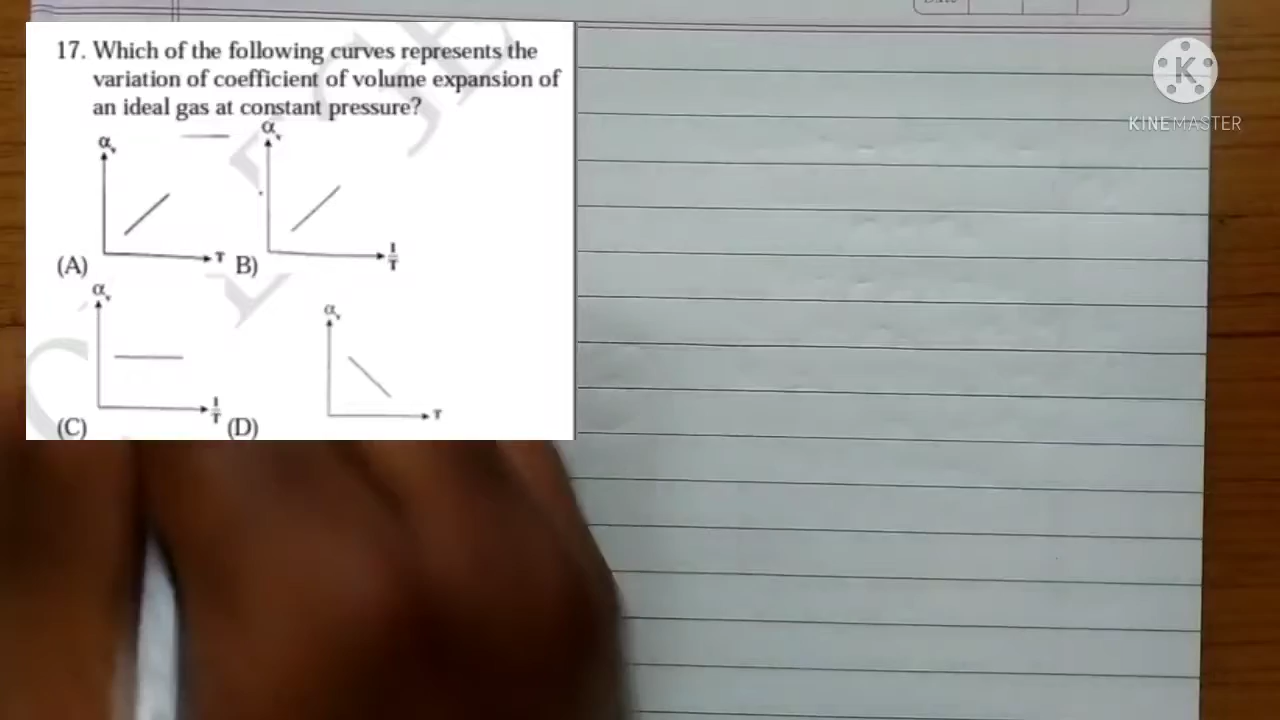 17. Which of the following curves represents the
variation of coefficient of volume expansion of
an ideal gas at constant pressure?
αᵥ
αᵥ
(A)
T
B)
1/T
αᵥ
αᵥ
(C)
1/T
(D)
T
KINEMASTER